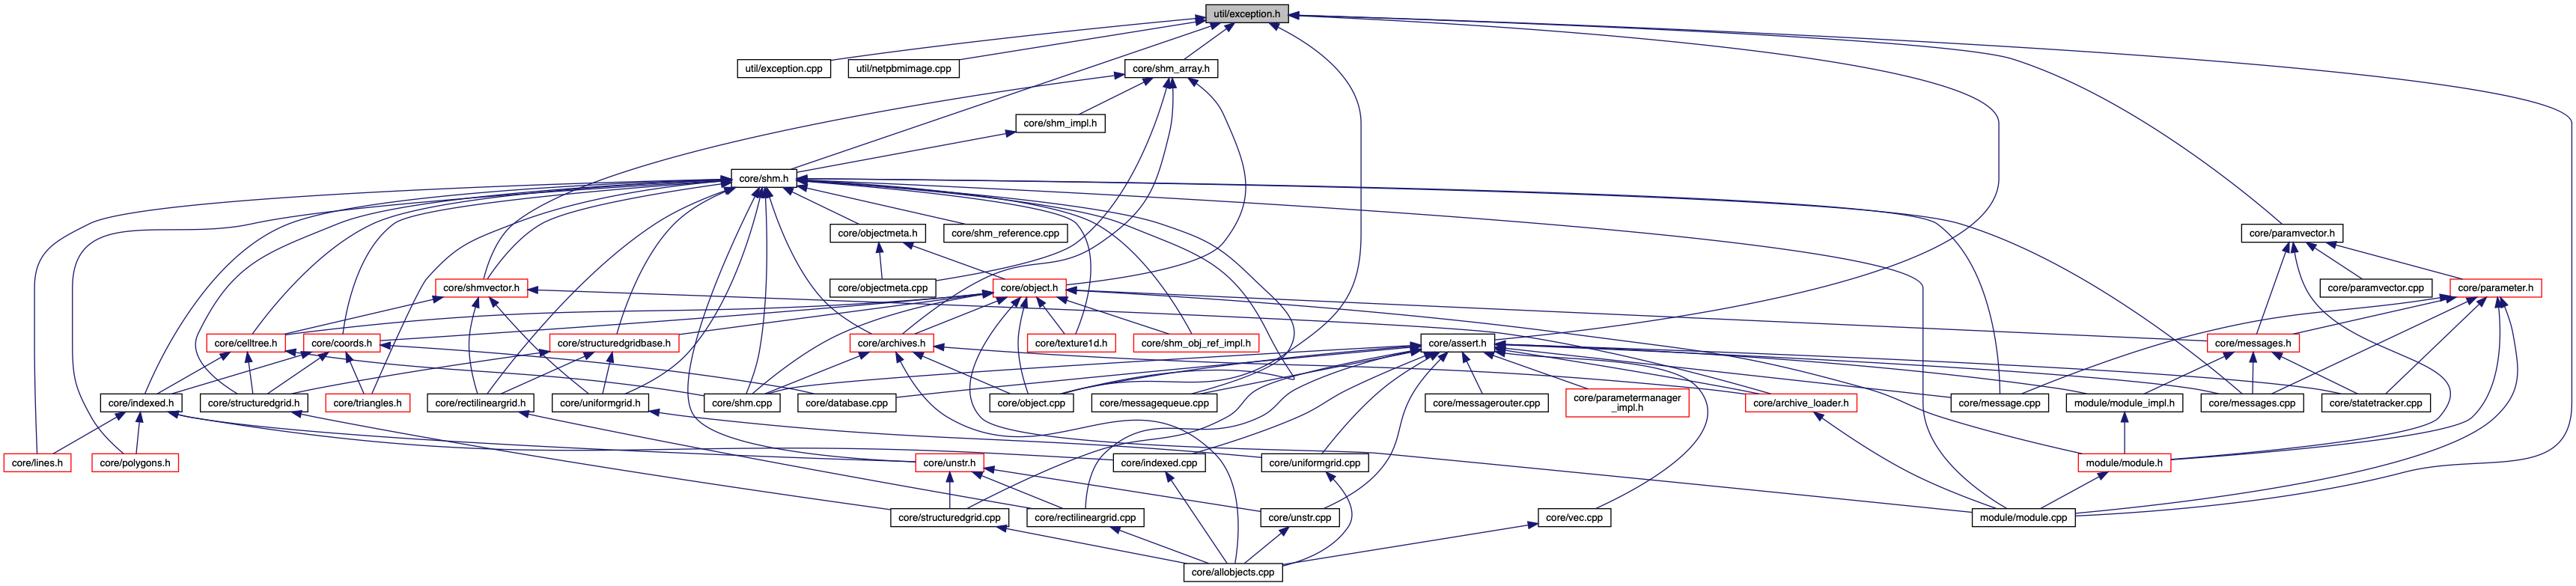 util/exception.h
util/exception.cpp
util/netpbmimage.cpp
core/shm_array.h
core/shm_impl.h
core/shm.h
core/objectmeta.h
core/shm_reference.cpp
core/paramvector.h
core/shmvector.h
core/objectmeta.cpp
core/object.h
core/paramvector.cpp
core/parameter.h
core/celltree.h
core/coords.h
core/structuredgridbase.h
core/archives.h
core/texture1d.h
core/shm_obj_ref_impl.h
core/assert.h
core/messages.h
core/indexed.h
core/structuredgrid.h
core/triangles.h
core/rectilineargrid.h
core/uniformgrid.h
core/shm.cpp
core/database.cpp
core/object.cpp
core/messagequeue.cpp
core/messagerouter.cpp
core/parametermanager
_impl.h
core/archive_loader.h
core/message.cpp
module/module_impl.h
core/messages.cpp
core/statetracker.cpp
core/lines.h
core/polygons.h
core/unstr.h
core/indexed.cpp
core/uniformgrid.cpp
module/module.h
core/structuredgrid.cpp
core/rectilineargrid.cpp
core/unstr.cpp
core/vec.cpp
module/module.cpp
core/allobjects.cpp